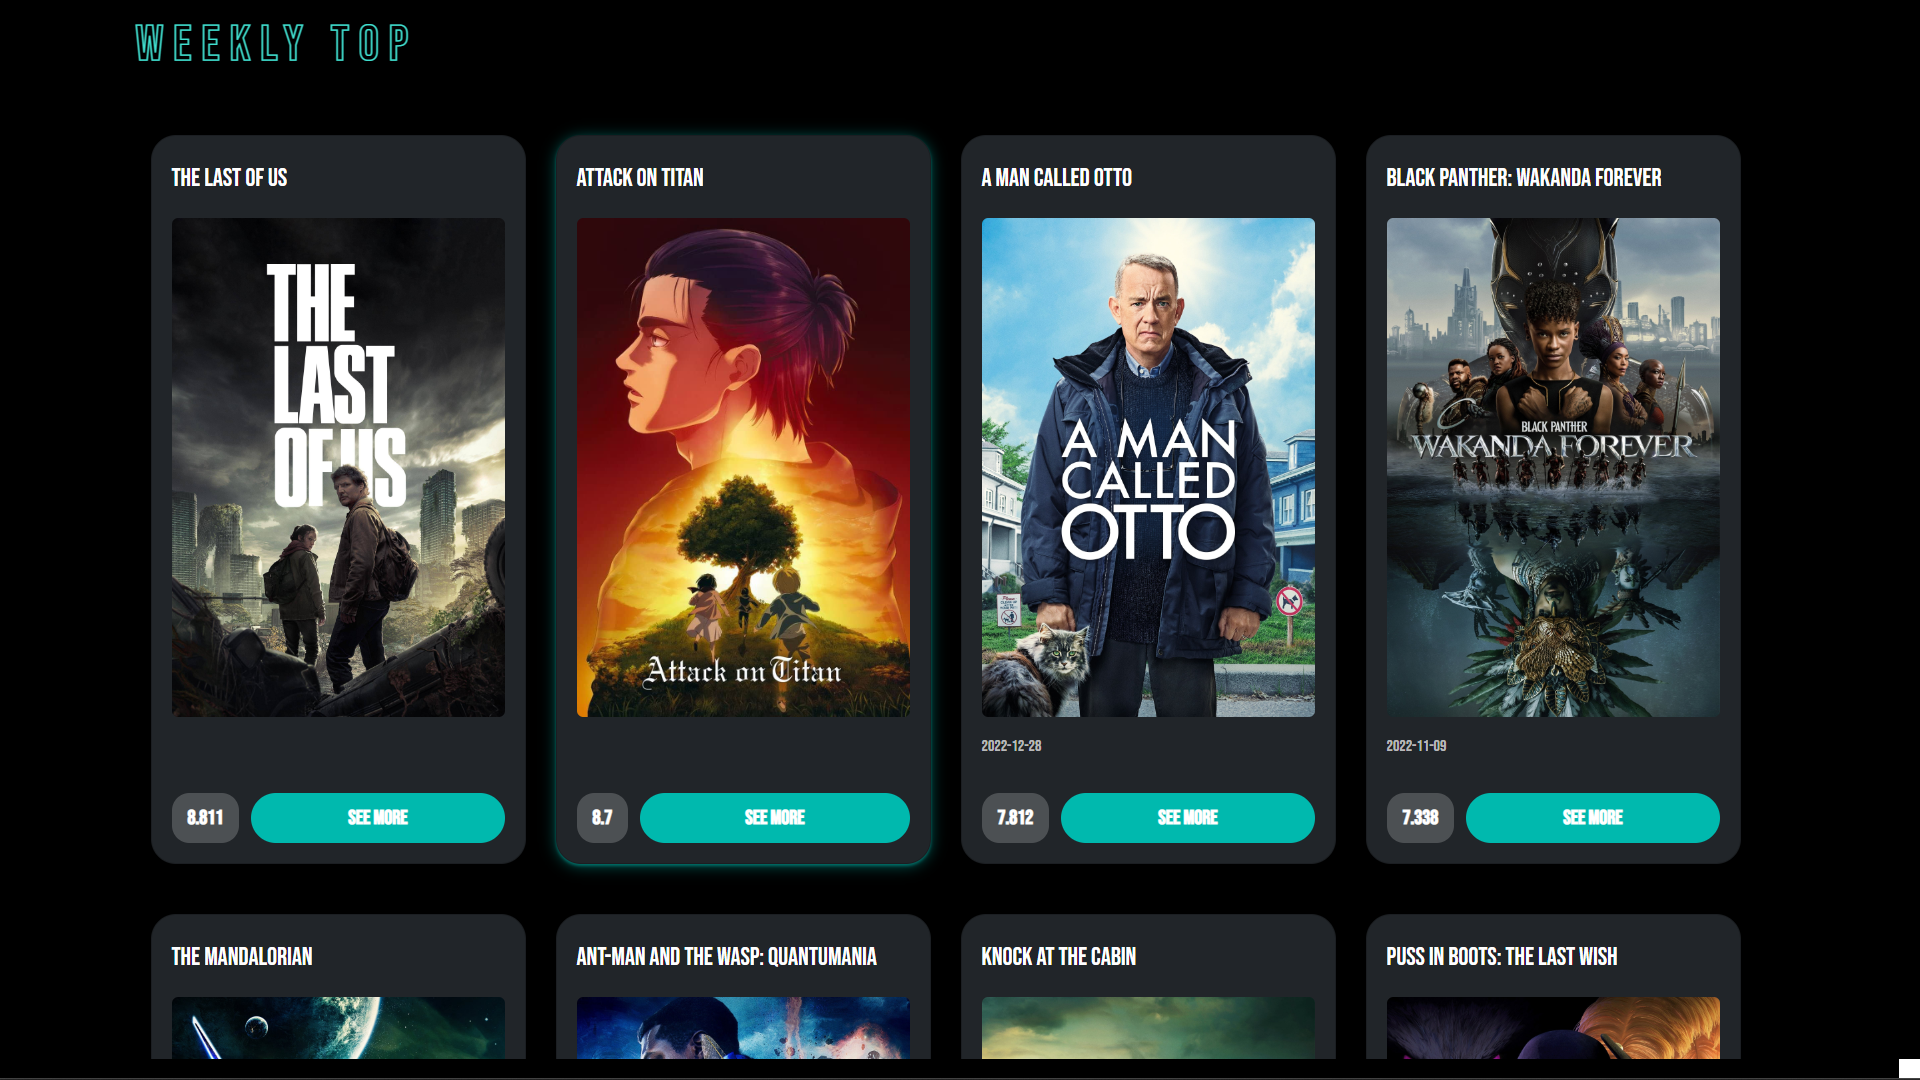 WEEKLY TOP
THE LAST OF US
ATTACK ON TITAN
A MAN CALLED OTTO
BLACK PANTHER: WAKANDA FOREVER
THE
LAST
OF US
Attack on Titan
A MAN
CALLED
OTTO
BLACK PANTHER
WAKANDA FOREVER
2022-12-28
2022-11-09
8.811
SEE MORE
8.7
SEE MORE
7.812
SEE MORE
7.338
SEE MORE
THE MANDALORIAN
ANT-MAN AND THE WASP: QUANTUMANIA
KNOCK AT THE CABIN
PUSS IN BOOTS: THE LAST WISH